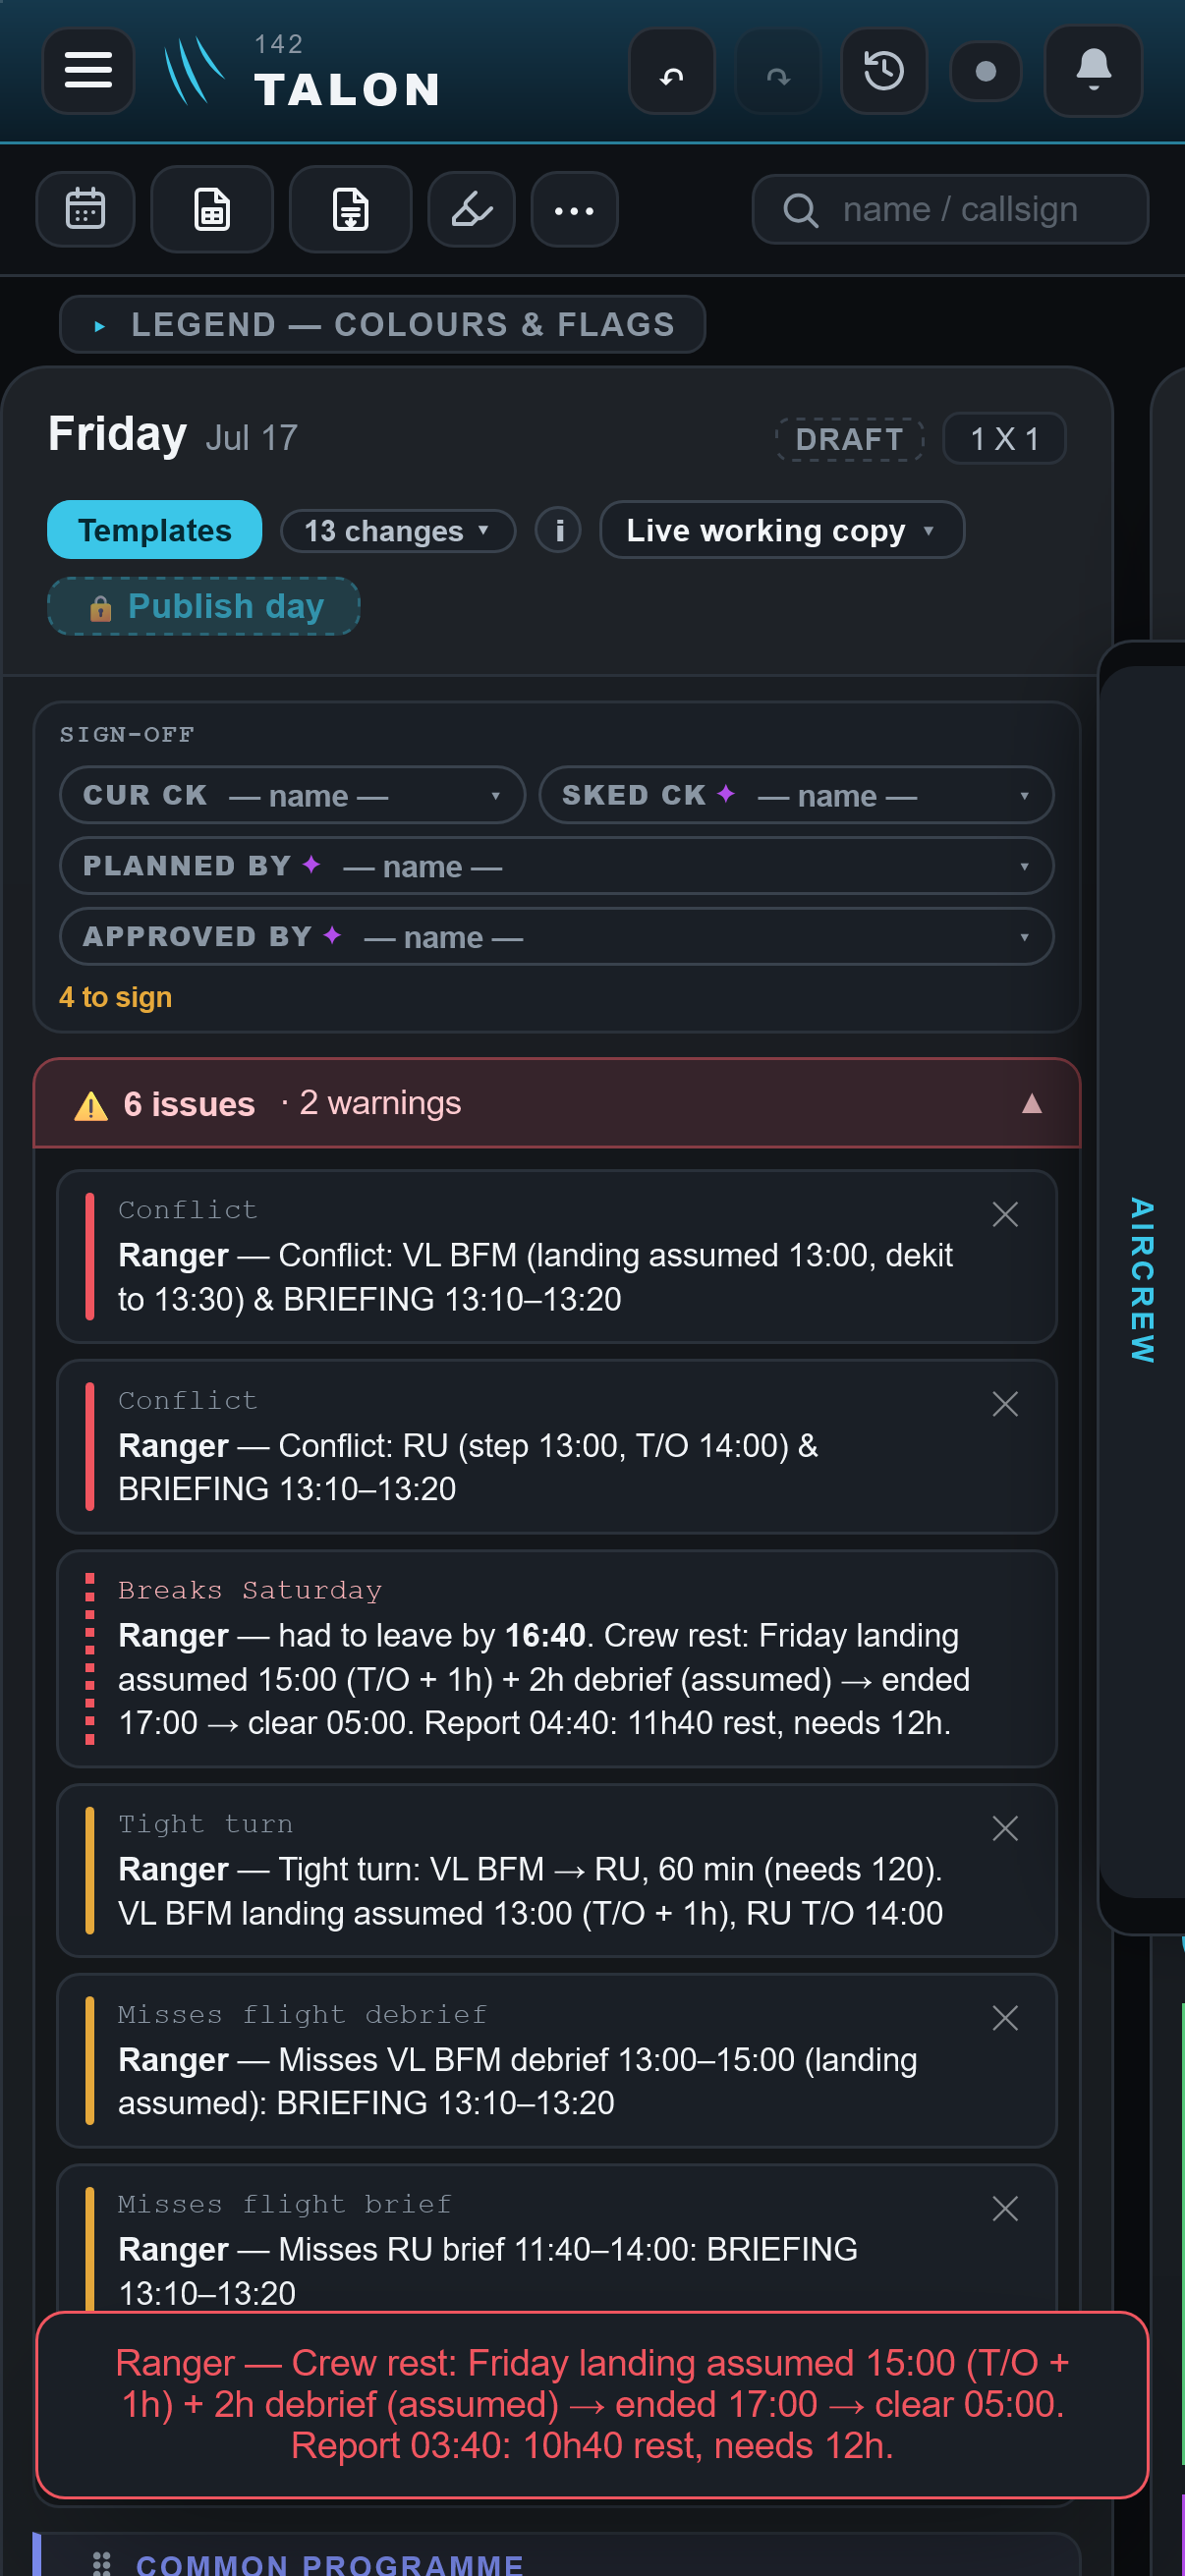 142
TALON
name / callsign
LEGEND — COLOURS & FLAGS
Friday Jul 17
DRAFT
1 X 1
Templates
13 changes
i
Live working copy
Publish day
SIGN-OFF
CUR CK — name —
SKED CK — name —
PLANNED BY — name —
APPROVED BY — name —
4 to sign
6 issues · 2 warnings
Conflict
Ranger — Conflict: VL BFM (landing assumed 13:00, dekit
to 13:30) & BRIEFING 13:10–13:20
Conflict
Ranger — Conflict: RU (step 13:00, T/O 14:00) &
BRIEFING 13:10–13:20
Breaks Saturday
Ranger — had to leave by 16:40. Crew rest: Friday landing
assumed 15:00 (T/O + 1h) + 2h debrief (assumed) → ended
17:00 → clear 05:00. Report 04:40: 11h40 rest, needs 12h.
Tight turn
Ranger — Tight turn: VL BFM → RU, 60 min (needs 120).
VL BFM landing assumed 13:00 (T/O + 1h), RU T/O 14:00
Misses flight debrief
Ranger — Misses VL BFM debrief 13:00–15:00 (landing
assumed): BRIEFING 13:10–13:20
Misses flight brief
Ranger — Misses RU brief 11:40–14:00: BRIEFING
13:10–13:20
Ranger — Crew rest: Friday landing assumed 15:00 (T/O +
1h) + 2h debrief (assumed) → ended 17:00 → clear 05:00.
Report 03:40: 10h40 rest, needs 12h.
COMMON PROGRAMME
AIRCREW